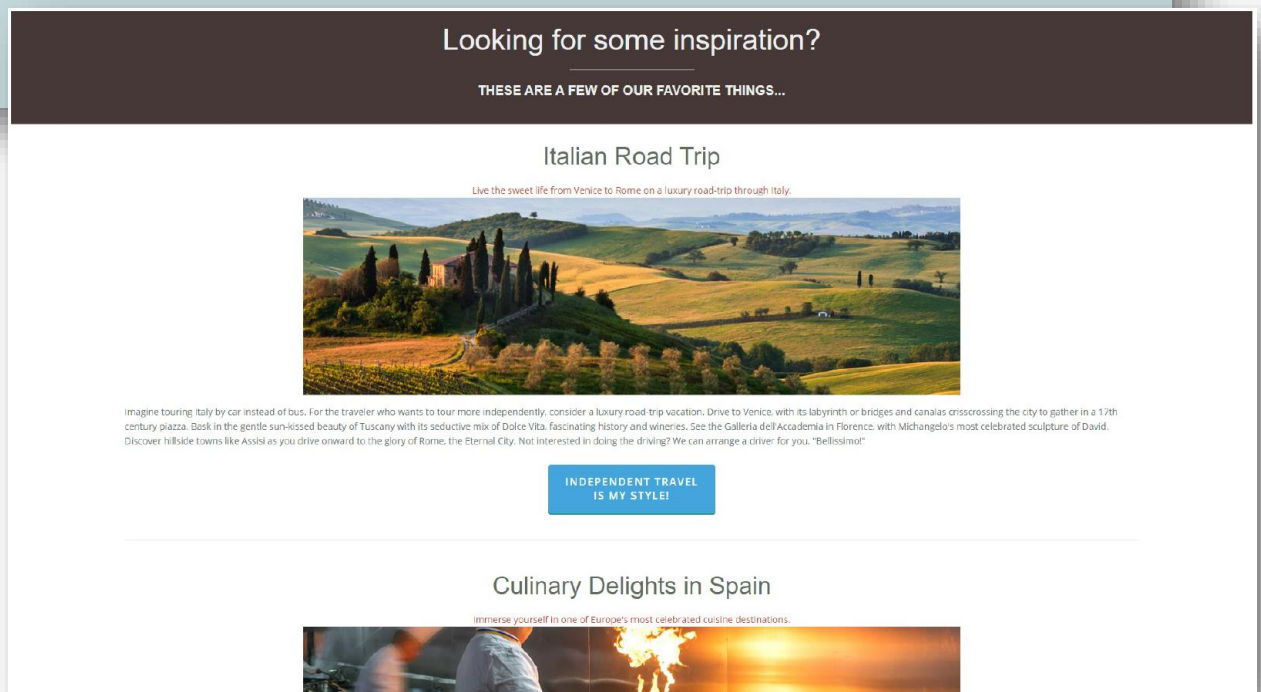 Looking for some inspiration?
THESE ARE A FEW OF OUR FAVORITE THINGS...
Italian Road Trip
Live the sweet life from Venice to Rome on a luxury road-trip through Italy.
Imagine touring Italy by car instead of bus. For the traveler who wants to tour more independently, consider a luxury road-trip vacation. Drive to Venice, with its labyrinth or bridges and canalas crisscrossing the city to gather in a 17th
century piazza. Bask in the gentle sun-kissed beauty of Tuscany with its seductive mix of Dolce Vita, fascinating history and wineries. See the Galleria dell'Accademia in Florence, with Michangelo's most celebrated sculpture of David.
Discover hillside towns like Assisi as you drive onward to the glory of Rome, the Eternal City. Not interested in doing the driving? We can arrange a driver for you. "Bellissimo!"
INDEPENDENT TRAVEL
IS MY STYLE!
Culinary Delights in Spain
Immerse yourself in one of Europe's most celebrated cuisine destinations.